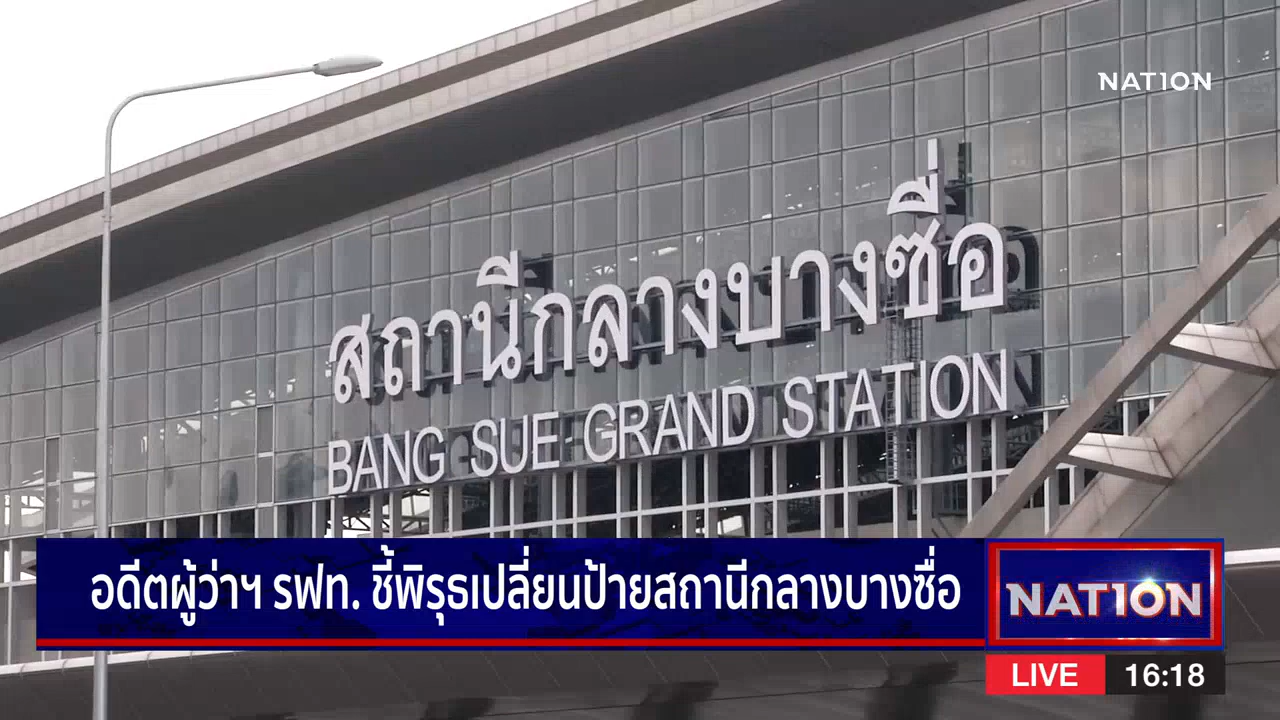 NATION
สถานีกลางบางซื่อ
BANG SUE GRAND STATION
อดีตผู้ว่าฯ รฟท. ชี้พิรุธเปลี่ยนป้ายสถานีกลางบางซื่อ
NATION
LIVE 16:18